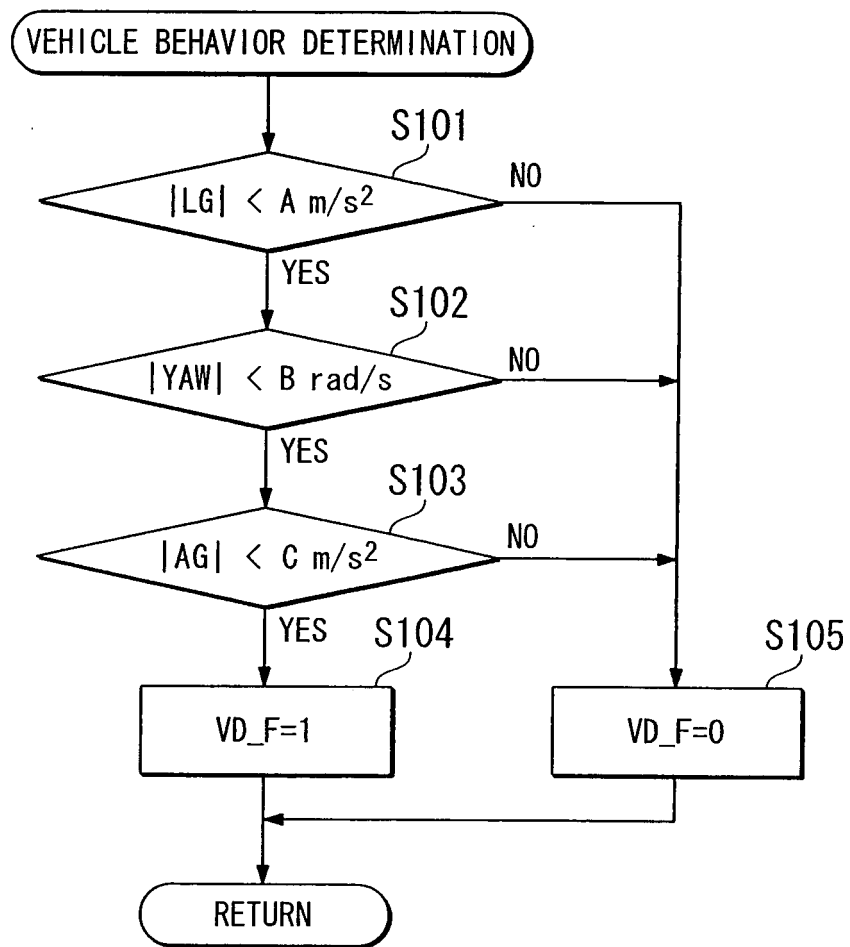 VEHICLE BEHAVIOR DETERMINATION
S101
|LG| < A m/s²
NO
YES
S102
|YAW| < B rad/s
NO
YES
S103
|AG| < C m/s²
NO
YES
S104
VD_F=1
S105
VD_F=0
RETURN